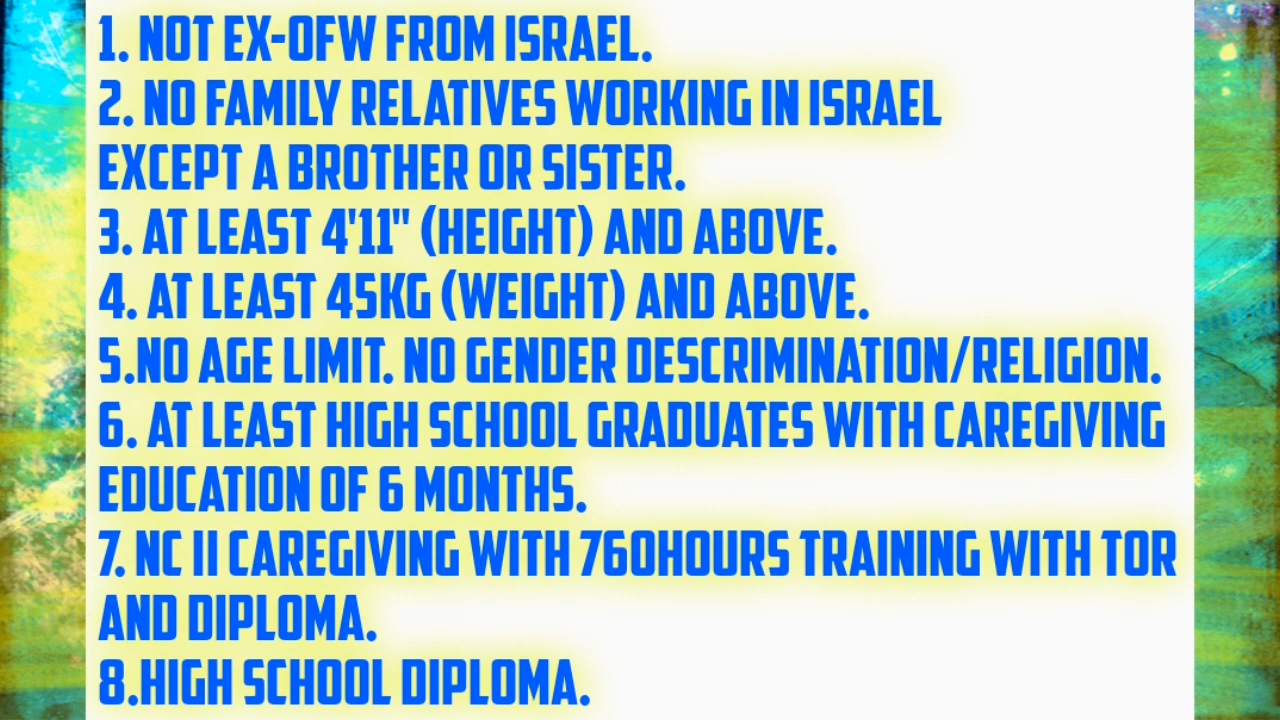 1. NOT EX-OFW FROM ISRAEL.
2. NO FAMILY RELATIVES WORKING IN ISRAEL
EXCEPT A BROTHER OR SISTER.
3. AT LEAST 4'11" (HEIGHT) AND ABOVE.
4. AT LEAST 45KG (WEIGHT) AND ABOVE.
5.NO AGE LIMIT. NO GENDER DESCRIMINATION/RELIGION.
6. AT LEAST HIGH SCHOOL GRADUATES WITH CAREGIVING
EDUCATION OF 6 MONTHS.
7. NC II CAREGIVING WITH 760HOURS TRAINING WITH TOR
AND DIPLOMA.
8.HIGH SCHOOL DIPLOMA.